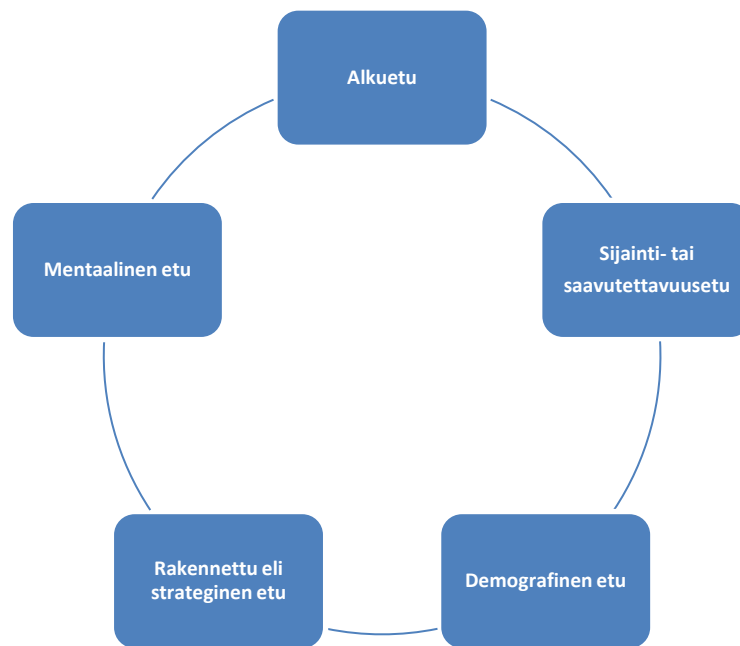 Alkuetu
Sijainti- tai
saavutettavuusetu
Demografinen etu
Rakennettu eli
strateginen etu
Mentaalinen etu